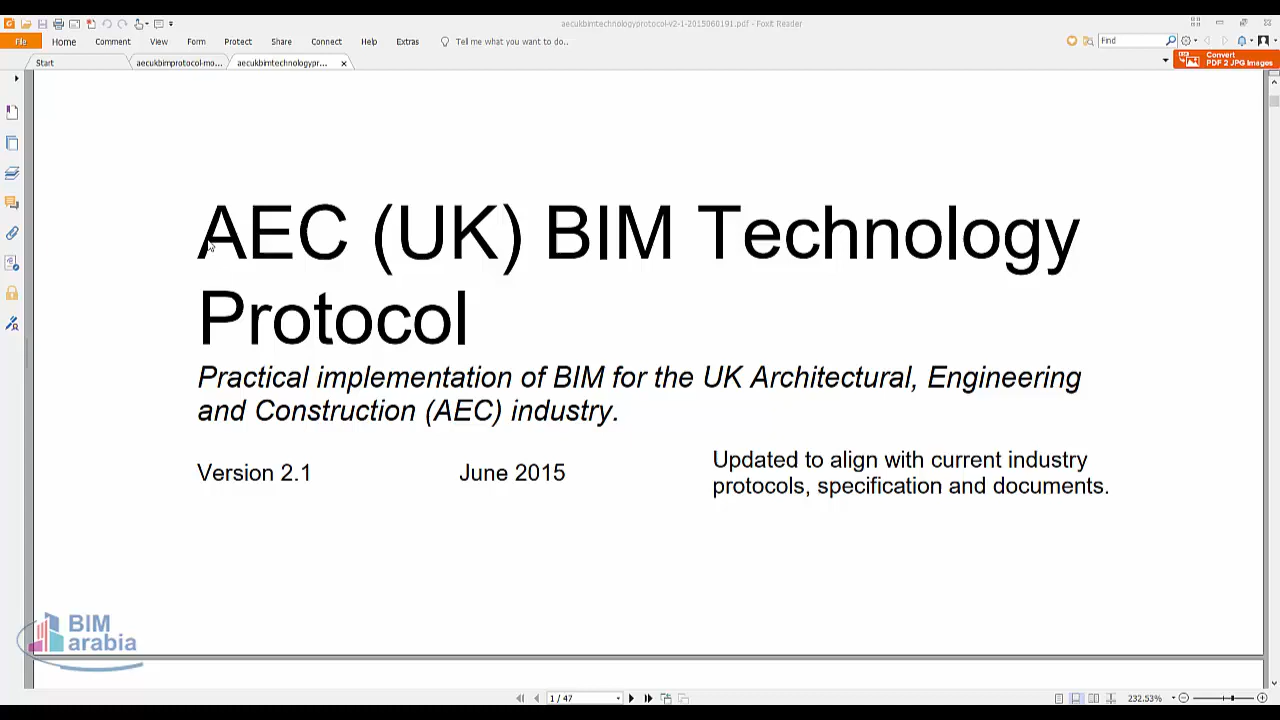 aecukbimtechnologyprotocol-v2-1-2015060191.pdf - Foxit Reader
File Home Comment View Form Protect Share Connect Help Extras Tell me what you want to do.. Find
Convert
PDF 2 JPG Images
Start aecukbimprotocol-mo... aecukbimtechnologypr...
AEC (UK) BIM Technology
Protocol
Practical implementation of BIM for the UK Architectural, Engineering
and Construction (AEC) industry.
Version 2.1 June 2015 Updated to align with current industry
protocols, specification and documents.
BIM
arabia
1 / 47 232.53%